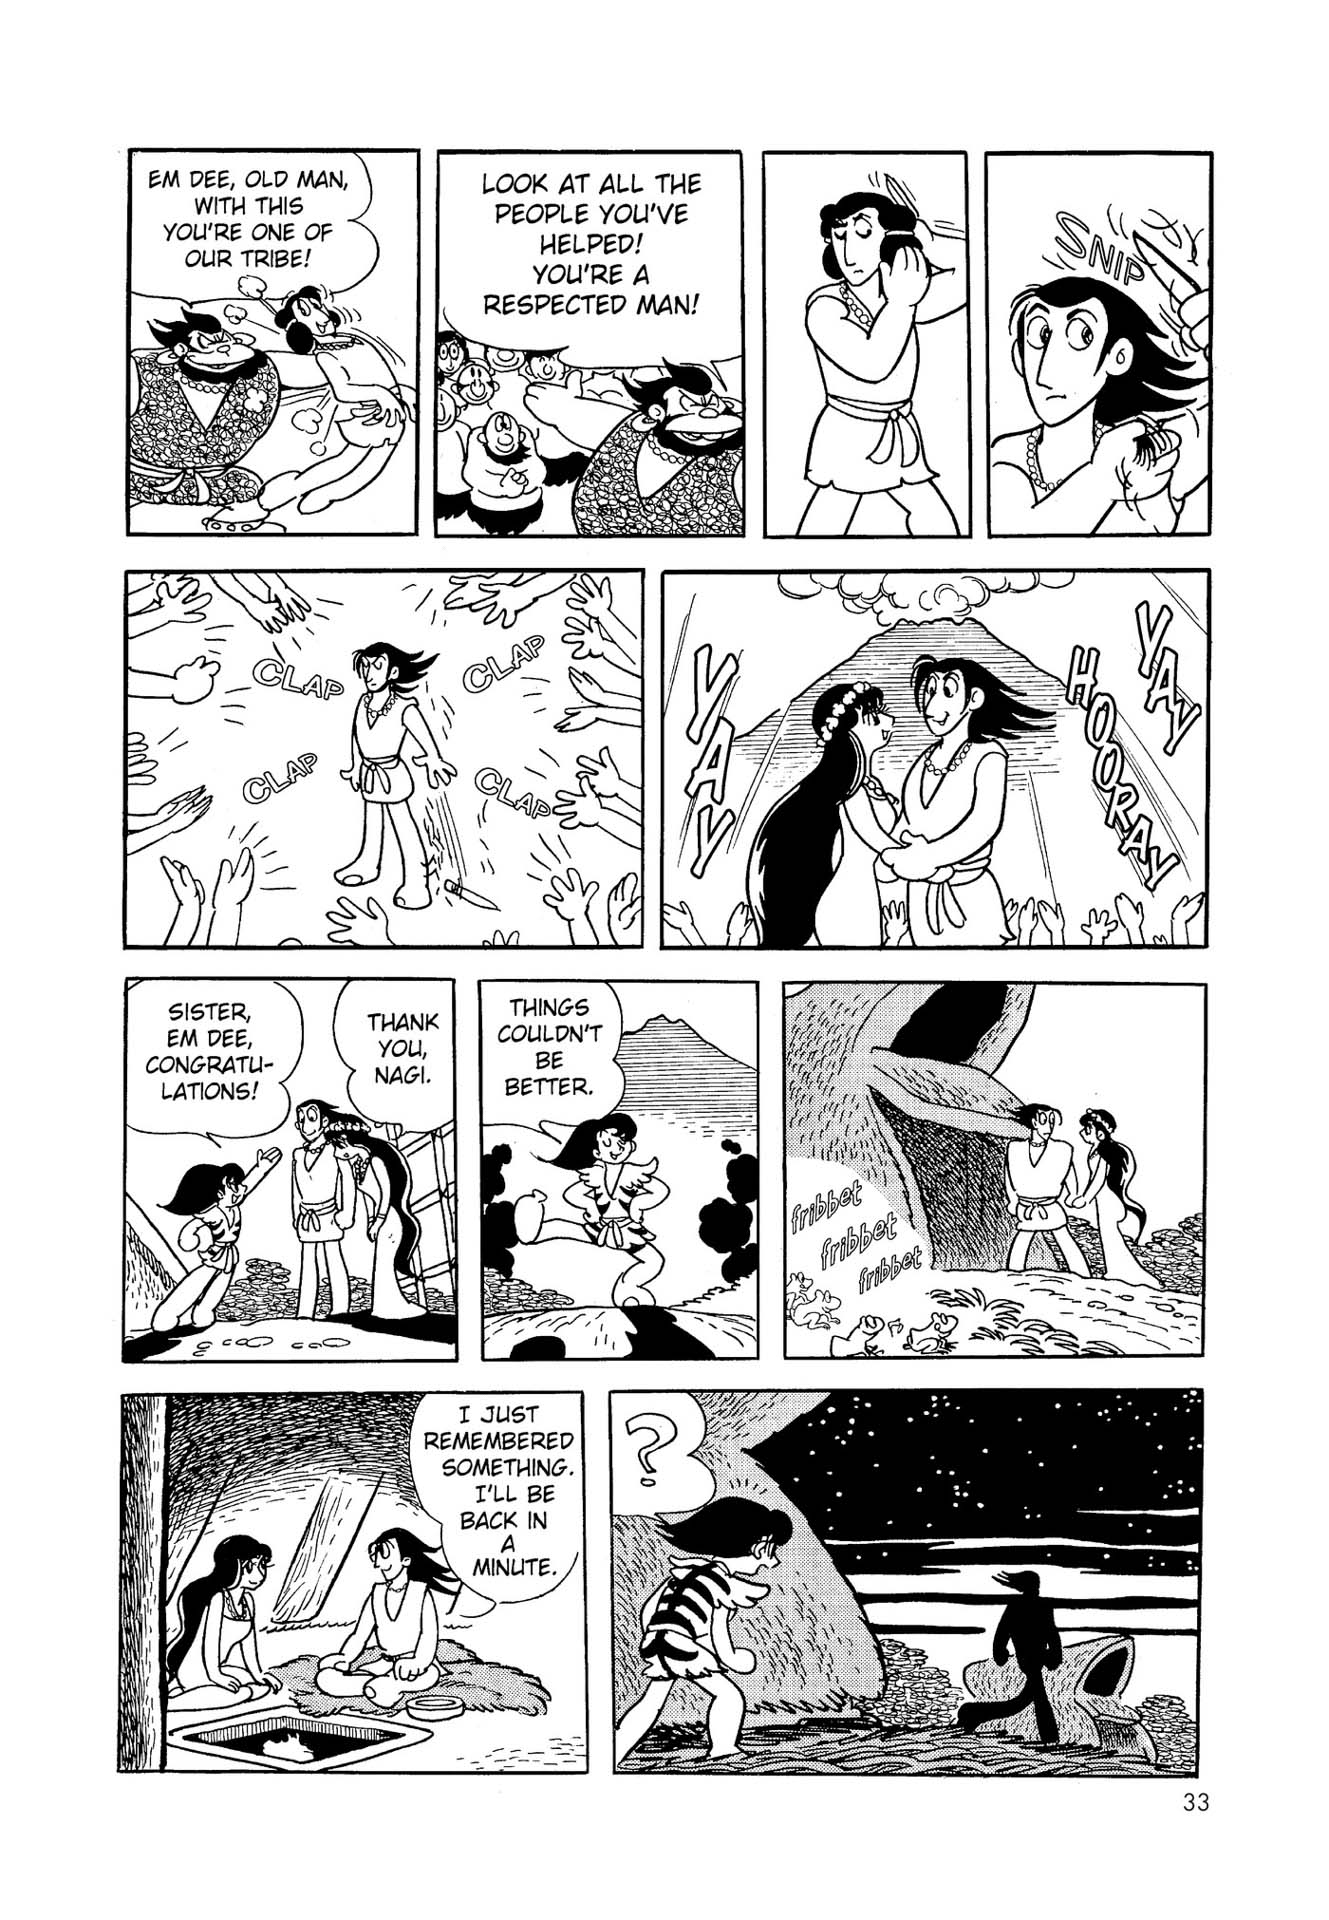 EM DEE, OLD MAN,
WITH THIS
YOU'RE ONE OF
OUR TRIBE!
LOOK AT ALL THE
PEOPLE YOU'VE
HELPED!
YOU'RE A
RESPECTED MAN!
SNIP
CLAP
CLAP
CLAP
CLAP
YAY
HOORAY
YAY
SISTER,
EM DEE,
CONGRATU-
LATIONS!
THANK
YOU,
NAGI.
THINGS
COULDN'T
BE
BETTER.
fribbet
fribbet
fribbet
I JUST
REMEMBERED
SOMETHING.
I'LL BE
BACK IN
A
MINUTE.
?
33